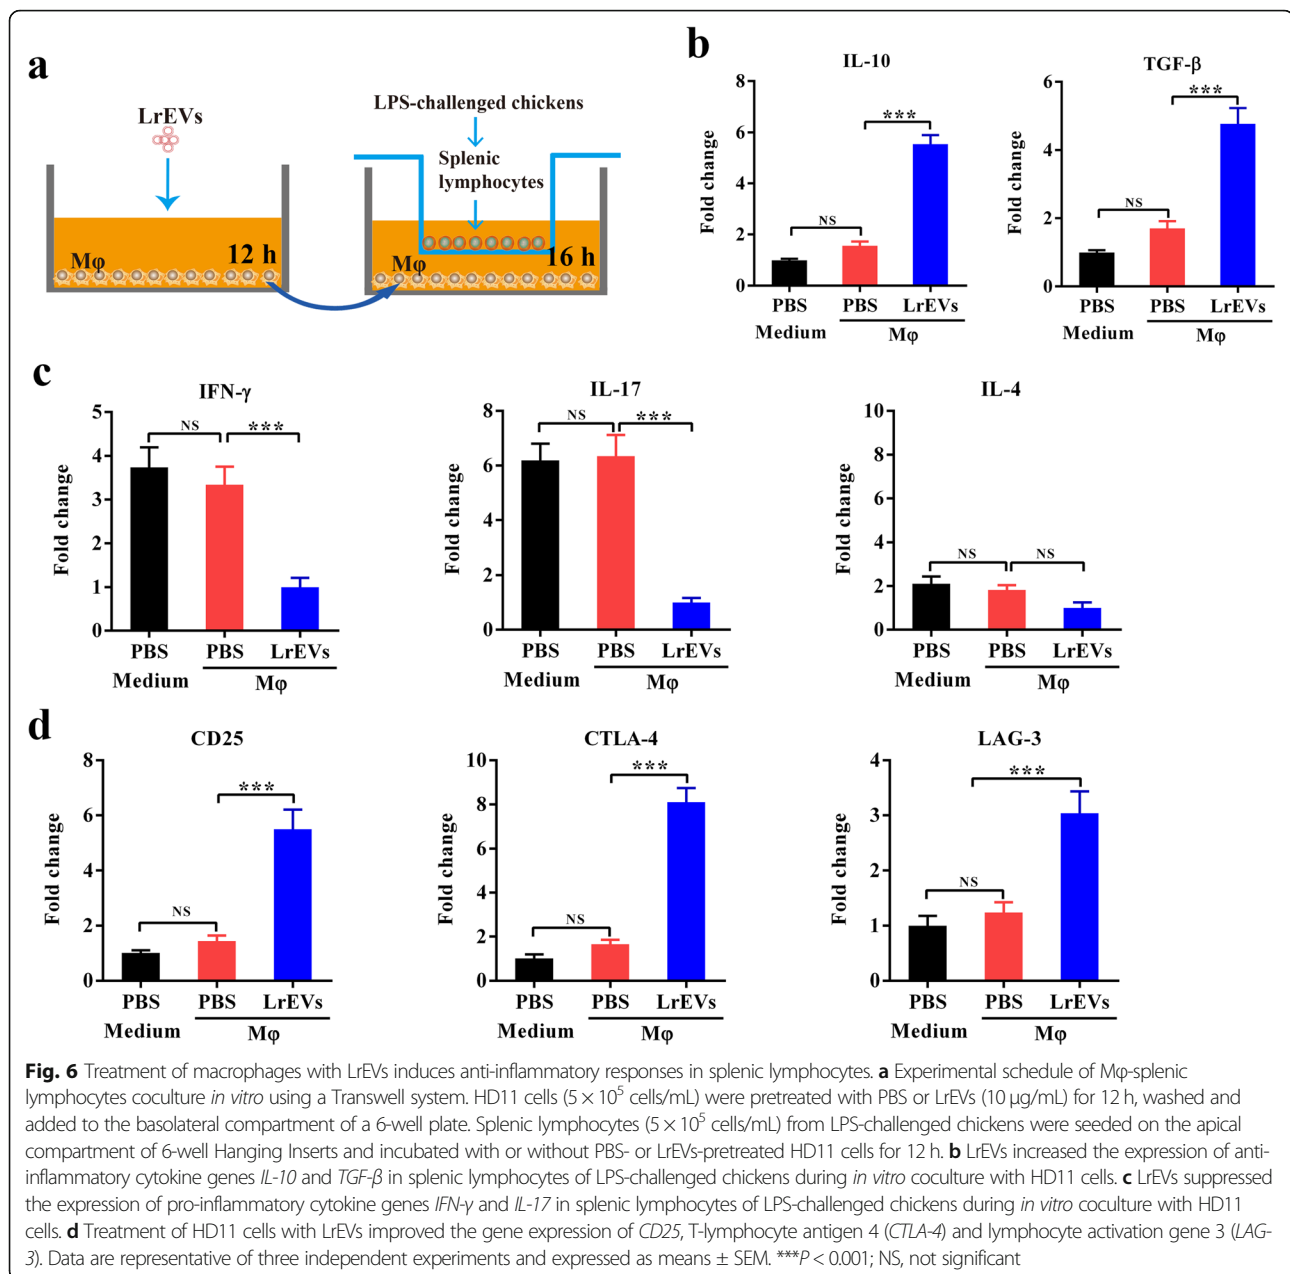 a
LrEVs
Mφ
12 h
LPS-challenged chickens
Splenic
lymphocytes
Mφ
16 h
b
IL-10
Fold change
8
6
4
2
0
NS
***
PBS
PBS
LrEVs
Medium
Mφ
TGF-β
Fold change
6
4
2
0
NS
***
PBS
PBS
LrEVs
Medium
Mφ
c
IFN-γ
Fold change
5
4
3
2
1
0
NS
***
PBS
PBS
LrEVs
Medium
Mφ
IL-17
Fold change
8
6
4
2
0
NS
***
PBS
PBS
LrEVs
Medium
Mφ
IL-4
Fold change
10
8
6
4
2
0
NS
NS
PBS
PBS
LrEVs
Medium
Mφ
d
CD25
Fold change
8
6
4
2
0
NS
***
PBS
PBS
LrEVs
Medium
Mφ
CTLA-4
Fold change
10
8
6
4
2
0
NS
***
PBS
PBS
LrEVs
Medium
Mφ
LAG-3
Fold change
4
3
2
1
0
NS
***
PBS
PBS
LrEVs
Medium
Mφ
Fig. 6 Treatment of macrophages with LrEVs induces anti-inflammatory responses in splenic lymphocytes. a Experimental schedule of Mφ-splenic
lymphocytes coculture in vitro using a Transwell system. HD11 cells (5 × 10⁵ cells/mL) were pretreated with PBS or LrEVs (10 μg/mL) for 12 h, washed and
added to the basolateral compartment of a 6-well plate. Splenic lymphocytes (5 × 10⁵ cells/mL) from LPS-challenged chickens were seeded on the apical
compartment of 6-well Hanging Inserts and incubated with or without PBS- or LrEVs-pretreated HD11 cells for 12 h. b LrEVs increased the expression of anti-
inflammatory cytokine genes IL-10 and TGF-β in splenic lymphocytes of LPS-challenged chickens during in vitro coculture with HD11 cells. c LrEVs suppressed
the expression of pro-inflammatory cytokine genes IFN-γ and IL-17 in splenic lymphocytes of LPS-challenged chickens during in vitro coculture with HD11
cells. d Treatment of HD11 cells with LrEVs improved the gene expression of CD25, T-lymphocyte antigen 4 (CTLA-4) and lymphocyte activation gene 3 (LAG-
3). Data are representative of three independent experiments and expressed as means ± SEM. ***P < 0.001; NS, not significant